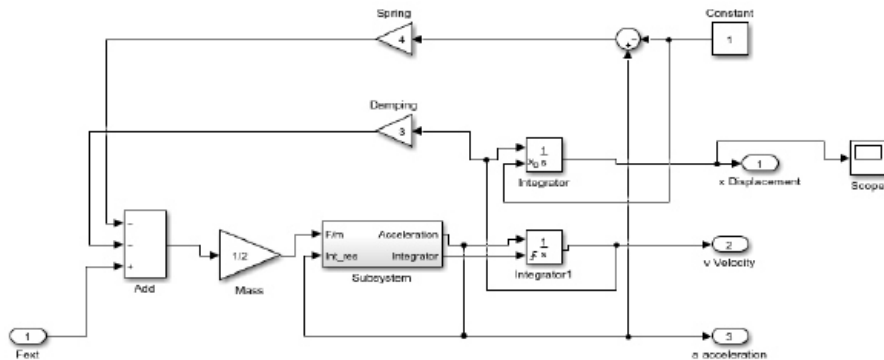 Spring
Constant
4
1
Demping
3
1
s
x₀
Integrator
1
x Displacement
Scope
F/m
Acceleration
Int_res
Integrator
Subsystem
1
s
Integrator1
2
v Velocity
Add
1/2
Mass
1
Fext
3
a acceleration